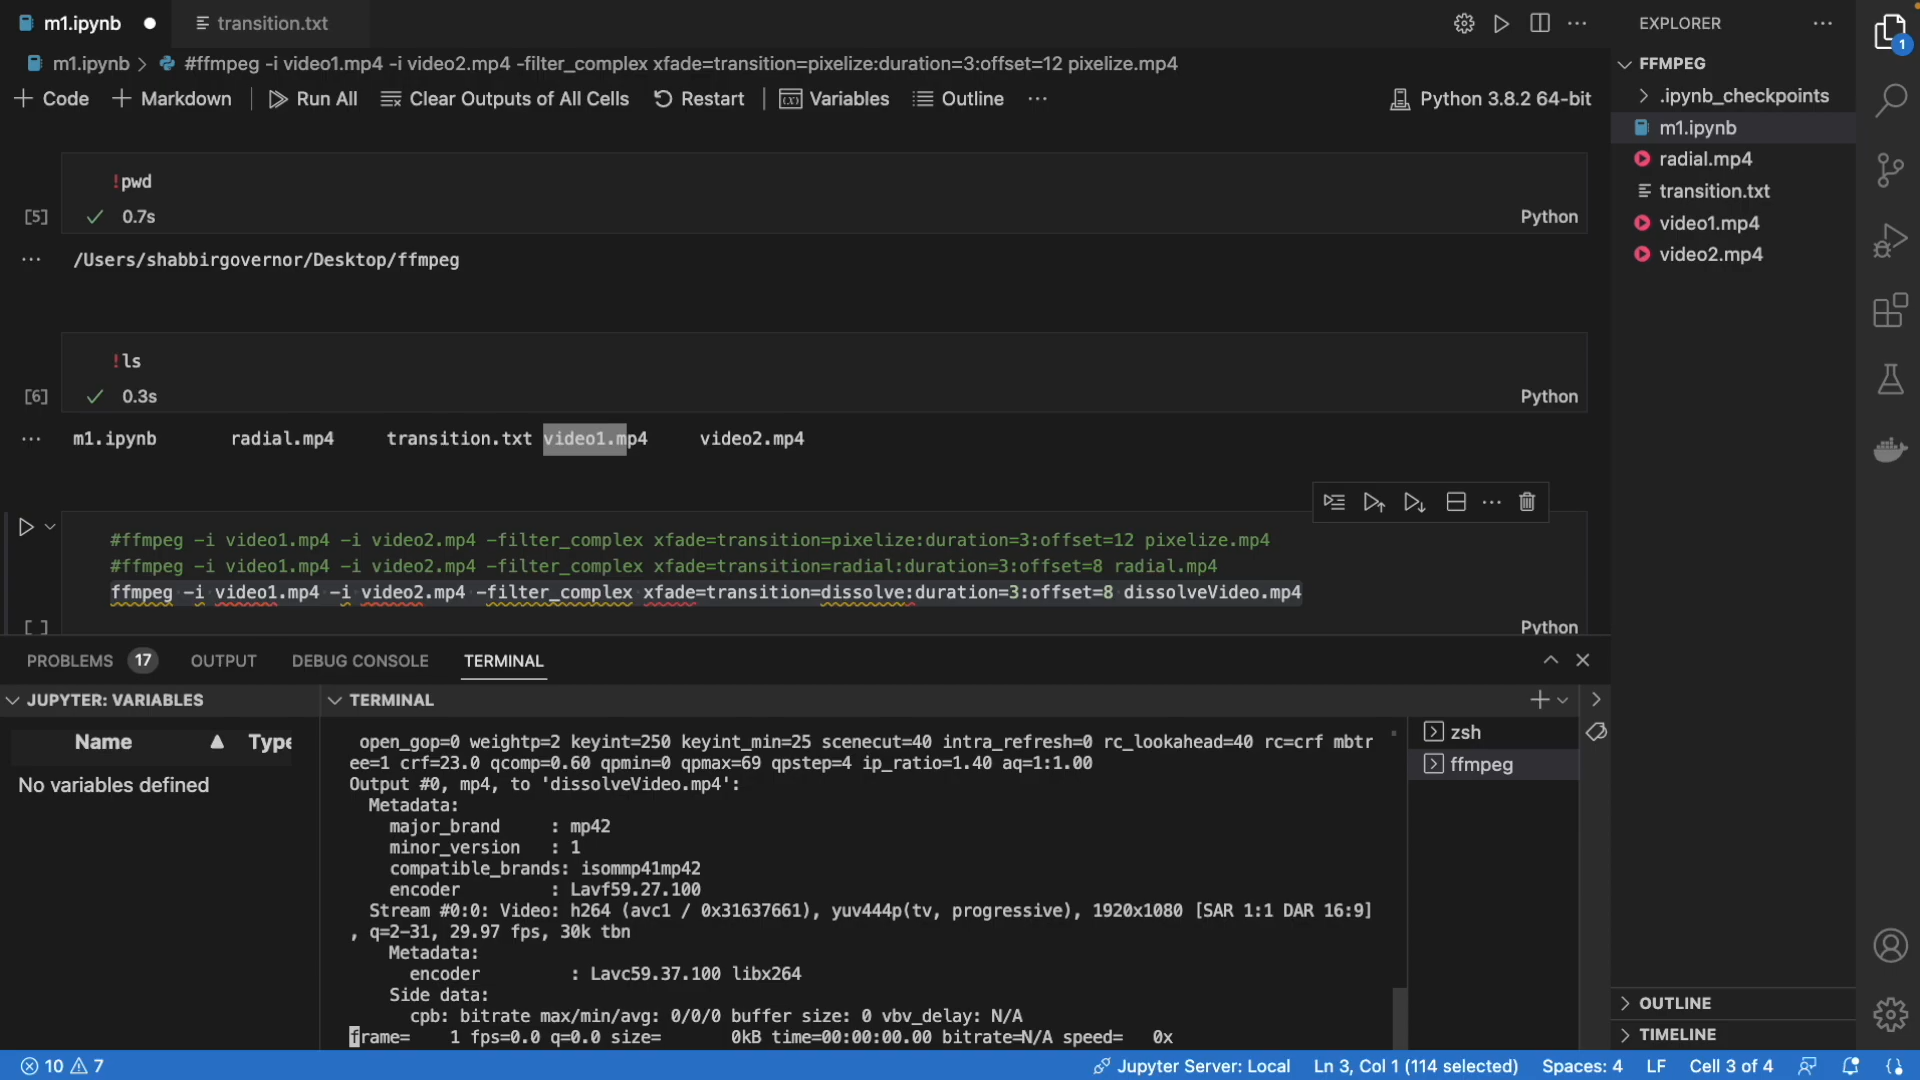 m1.ipynb
transition.txt
EXPLORER
1
m1.ipynb > #ffmpeg -i video1.mp4 -i video2.mp4 -filter_complex xfade=transition=pixelize:duration=3:offset=12 pixelize.mp4
FFMPEG
Code
Markdown
Run All
Clear Outputs of All Cells
Restart
Variables
Outline
···
Python 3.8.2 64-bit
.ipynb_checkpoints
m1.ipynb
radial.mp4
transition.txt
video1.mp4
video2.mp4
!pwd
[5]
0.7s
Python
/Users/shabbirgovernor/Desktop/ffmpeg
!ls
[6]
0.3s
Python
m1.ipynb radial.mp4 transition.txt video1.mp4 video2.mp4
#ffmpeg -i video1.mp4 -i video2.mp4 -filter_complex xfade=transition=pixelize:duration=3:offset=12 pixelize.mp4
#ffmpeg -i video1.mp4 -i video2.mp4 -filter_complex xfade=transition=radial:duration=3:offset=8 radial.mp4
ffmpeg -i video1.mp4 -i video2.mp4 -filter_complex xfade=transition=dissolve:duration=3:offset=8 dissolveVideo.mp4
[ ]
Python
PROBLEMS 17 OUTPUT DEBUG CONSOLE TERMINAL
JUPYTER: VARIABLES
Name
Type
No variables defined
TERMINAL
open_gop=0 weightp=2 keyint=250 keyint_min=25 scenecut=40 intra_refresh=0 rc_lookahead=40 rc=crf mbtr
ee=1 crf=23.0 qcomp=0.60 qpmin=0 qpmax=69 qpstep=4 ip_ratio=1.40 aq=1:1.00
Output #0, mp4, to 'dissolveVideo.mp4':
Metadata:
major_brand : mp42
minor_version : 1
compatible_brands: isommp41mp42
encoder : Lavf59.27.100
Stream #0:0: Video: h264 (avc1 / 0x31637661), yuv444p(tv, progressive), 1920x1080 [SAR 1:1 DAR 16:9]
, q=2-31, 29.97 fps, 30k tbn
Metadata:
encoder : Lavc59.37.100 libx264
Side data:
cpb: bitrate max/min/avg: 0/0/0 buffer size: 0 vbv_delay: N/A
frame= 1 fps=0.0 q=0.0 size= 0kB time=00:00:00.00 bitrate=N/A speed= 0x
zsh
ffmpeg
OUTLINE
TIMELINE
10 7
Jupyter Server: Local
Ln 3, Col 1 (114 selected)
Spaces: 4
LF
Cell 3 of 4